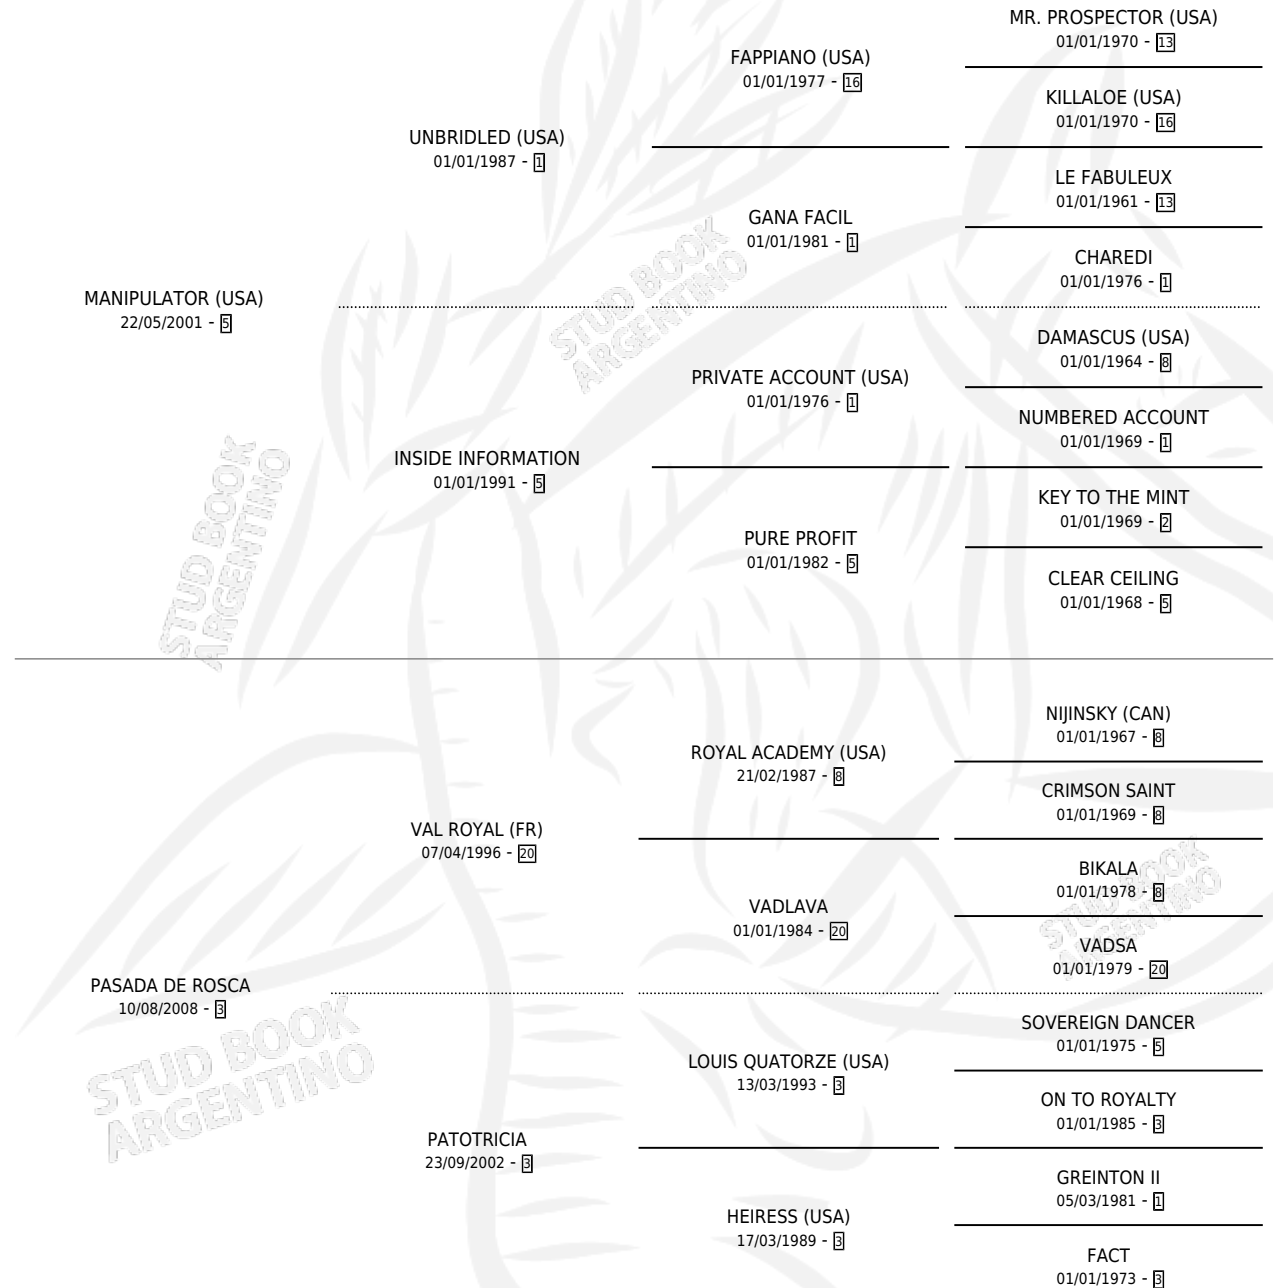 MR. PROSPECTOR (USA)
01/01/1970 - 13
FAPPIANO (USA)
01/01/1977 - 16
KILLALOE (USA)
01/01/1970 - 16
UNBRIDLED (USA)
01/01/1987 - 1
LE FABULEUX
01/01/1961 - 13
GANA FACIL
01/01/1981 - 1
CHAREDI
01/01/1976 - 1
MANIPULATOR (USA)
22/05/2001 - 5
DAMASCUS (USA)
01/01/1964 - 8
PRIVATE ACCOUNT (USA)
01/01/1976 - 1
NUMBERED ACCOUNT
01/01/1969 - 1
INSIDE INFORMATION
01/01/1991 - 5
KEY TO THE MINT
01/01/1969 - 2
PURE PROFIT
01/01/1982 - 5
CLEAR CEILING
01/01/1968 - 5
NIJINSKY (CAN)
01/01/1967 - 8
ROYAL ACADEMY (USA)
21/02/1987 - 8
CRIMSON SAINT
01/01/1969 - 8
VAL ROYAL (FR)
07/04/1996 - 20
BIKALA
01/01/1978 - 8
VADLAVA
01/01/1984 - 20
VADSA
01/01/1979 - 20
PASADA DE ROSCA
10/08/2008 - 3
SOVEREIGN DANCER
01/01/1975 - 5
LOUIS QUATORZE (USA)
13/03/1993 - 3
ON TO ROYALTY
01/01/1985 - 3
PATOTRICIA
23/09/2002 - 3
GREINTON II
05/03/1981 - 1
HEIRESS (USA)
17/03/1989 - 3
FACT
01/01/1973 - 3
STUD BOOK
ARGENTINO
STUD BOOK
ARGENTINO
STUD BOOK
ARGENTINO
STUD BOOK
ARGENTINO